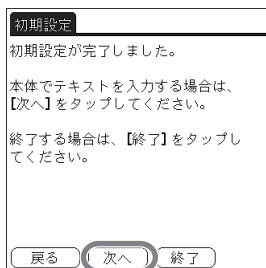 初期設定
初期設定が完了しました。
本体でテキストを入力する場合は、
【次へ】をタップしてください。
終了する場合は、【終了】をタップし
てください。
戻る 次へ 終了